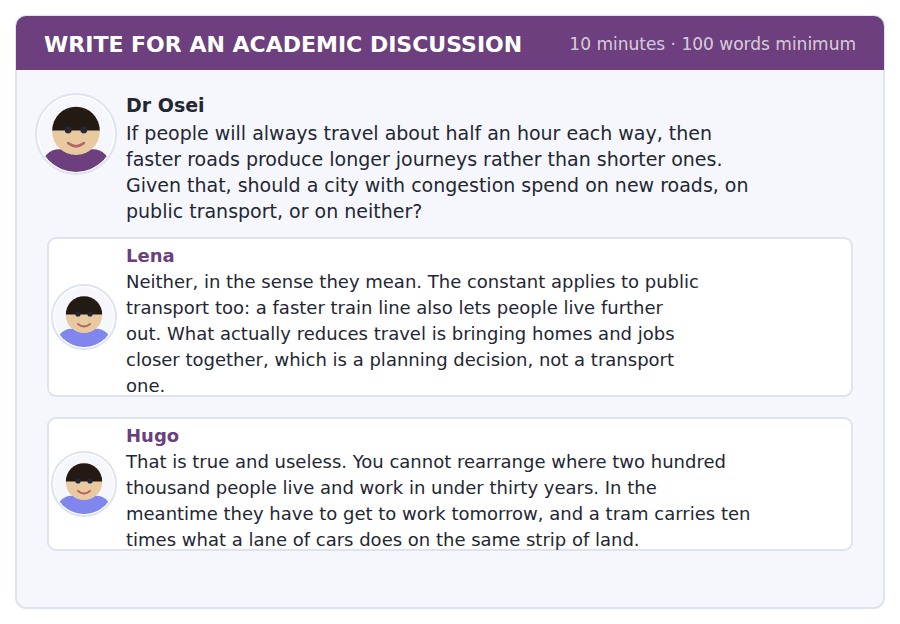 WRITE FOR AN ACADEMIC DISCUSSION
10 minutes · 100 words minimum
Dr Osei
If people will always travel about half an hour each way, then
faster roads produce longer journeys rather than shorter ones.
Given that, should a city with congestion spend on new roads, on
public transport, or on neither?
Lena
Neither, in the sense they mean. The constant applies to public
transport too: a faster train line also lets people live further
out. What actually reduces travel is bringing homes and jobs
closer together, which is a planning decision, not a transport
one.
Hugo
That is true and useless. You cannot rearrange where two hundred
thousand people live and work in under thirty years. In the
meantime they have to get to work tomorrow, and a tram carries ten
times what a lane of cars does on the same strip of land.